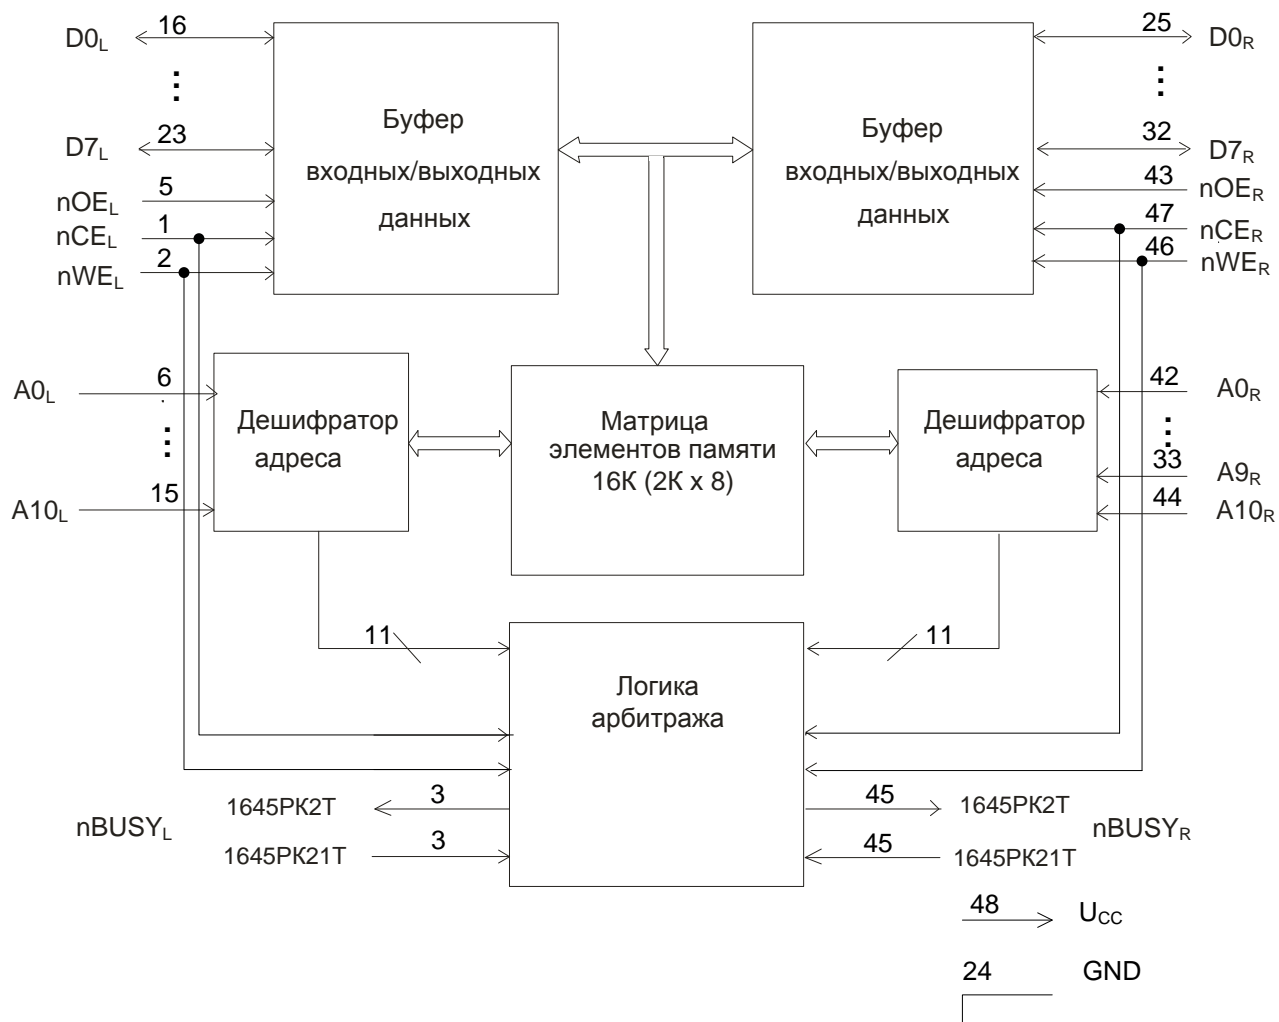 D0L 16
⋮
D7L 23
nOEL 5
nCEL 1
nWEL 2
Буфер
входных/выходных
данных
Буфер
входных/выходных
данных
25 D0R
⋮
32 D7R
43 nOER
47 nCER
46 nWER
A0L 6
⋮
A10L 15
Дешифратор
адреса
Матрица
элементов памяти
16К (2К х 8)
Дешифратор
адреса
42 A0R
⋮
33 A9R
44 A10R
11
11
Логика
арбитража
nBUSYL
1645РК2Т 3
1645РК21Т 3
45 1645РК2Т
45 1645РК21Т
nBUSYR
48 UCC
24 GND